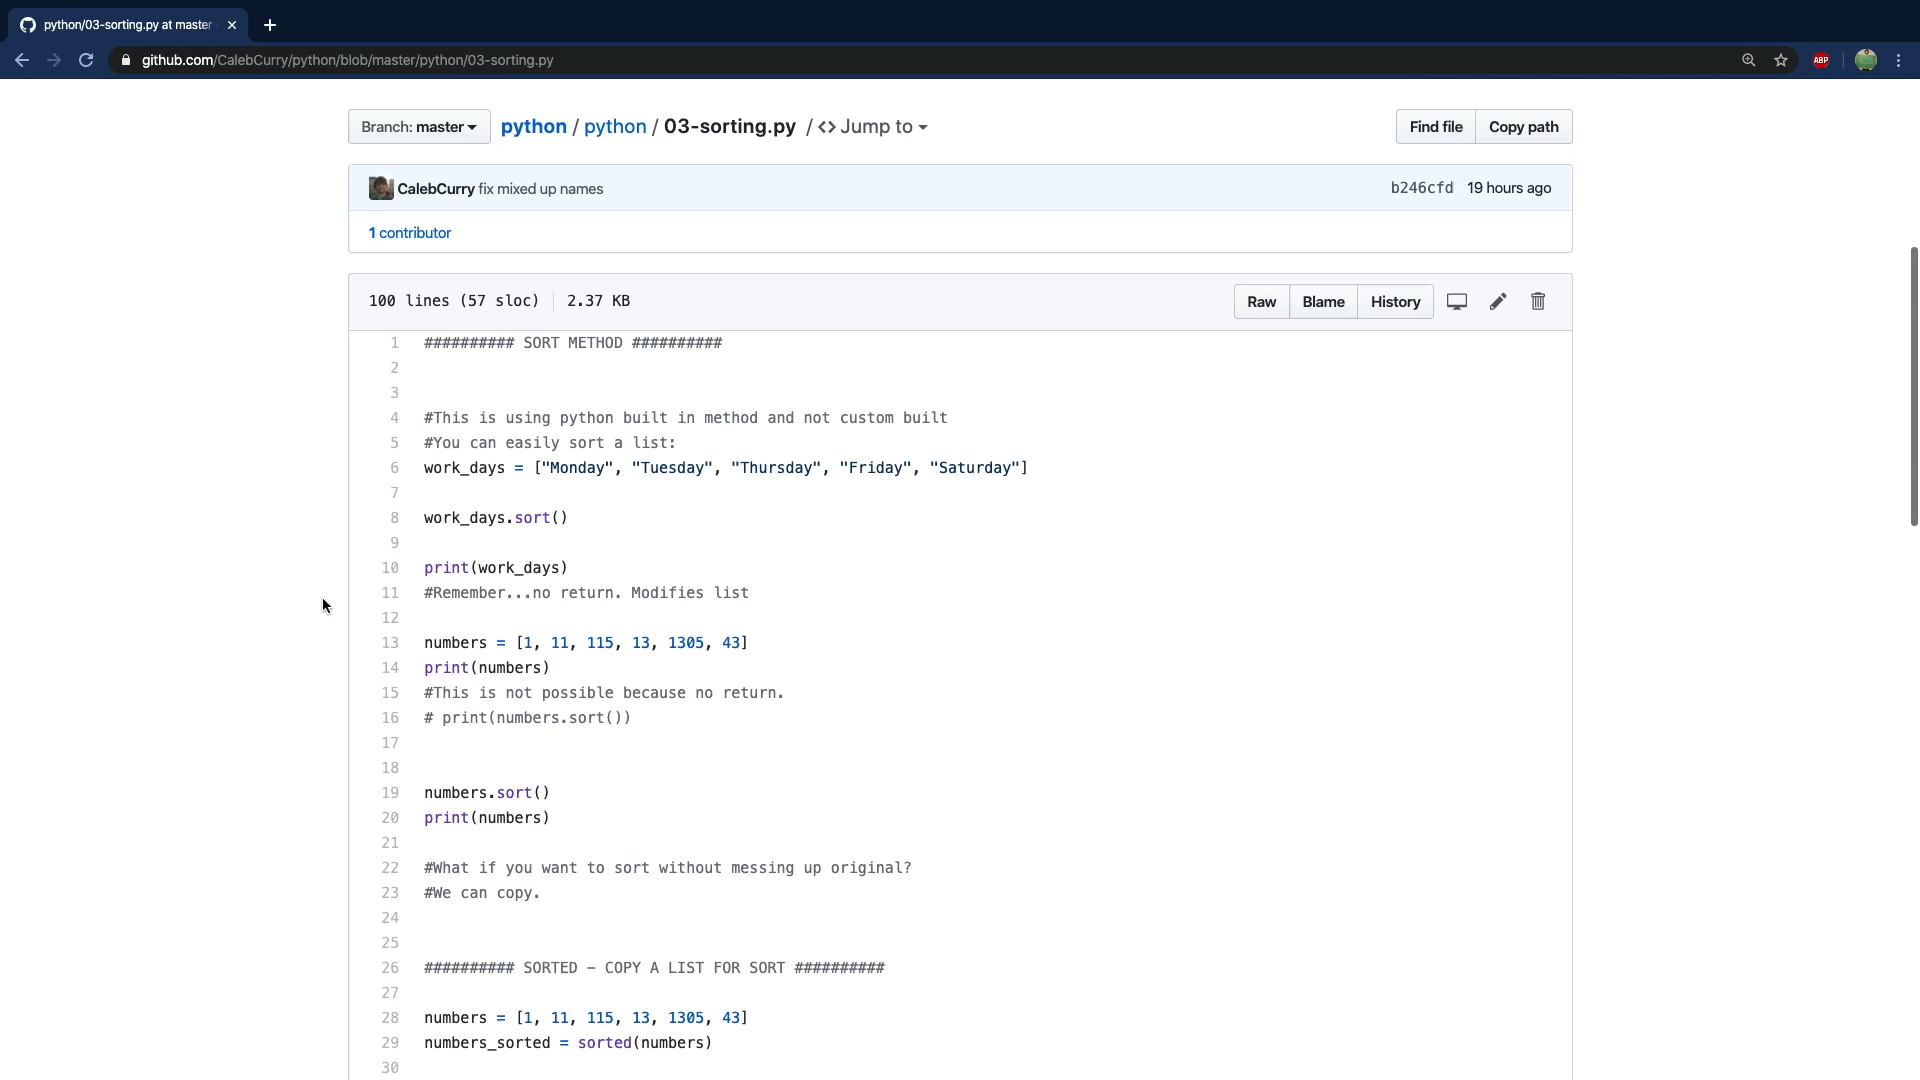 python/03-sorting.py at master
github.com/CalebCurry/python/blob/master/python/03-sorting.py
ABP
Branch: master
python / python / 03-sorting.py / <> Jump to
Find file
Copy path
CalebCurry fix mixed up names
b246cfd 19 hours ago
1 contributor
100 lines (57 sloc) 2.37 KB
Raw
Blame
History
1 ########## SORT METHOD ##########
2
3
4 #This is using python built in method and not custom built
5 #You can easily sort a list:
6 work_days = ["Monday", "Tuesday", "Thursday", "Friday", "Saturday"]
7
8 work_days.sort()
9
10 print(work_days)
11 #Remember...no return. Modifies list
12
13 numbers = [1, 11, 115, 13, 1305, 43]
14 print(numbers)
15 #This is not possible because no return.
16 # print(numbers.sort())
17
18
19 numbers.sort()
20 print(numbers)
21
22 #What if you want to sort without messing up original?
23 #We can copy.
24
25
26 ########## SORTED – COPY A LIST FOR SORT ##########
27
28 numbers = [1, 11, 115, 13, 1305, 43]
29 numbers_sorted = sorted(numbers)
30